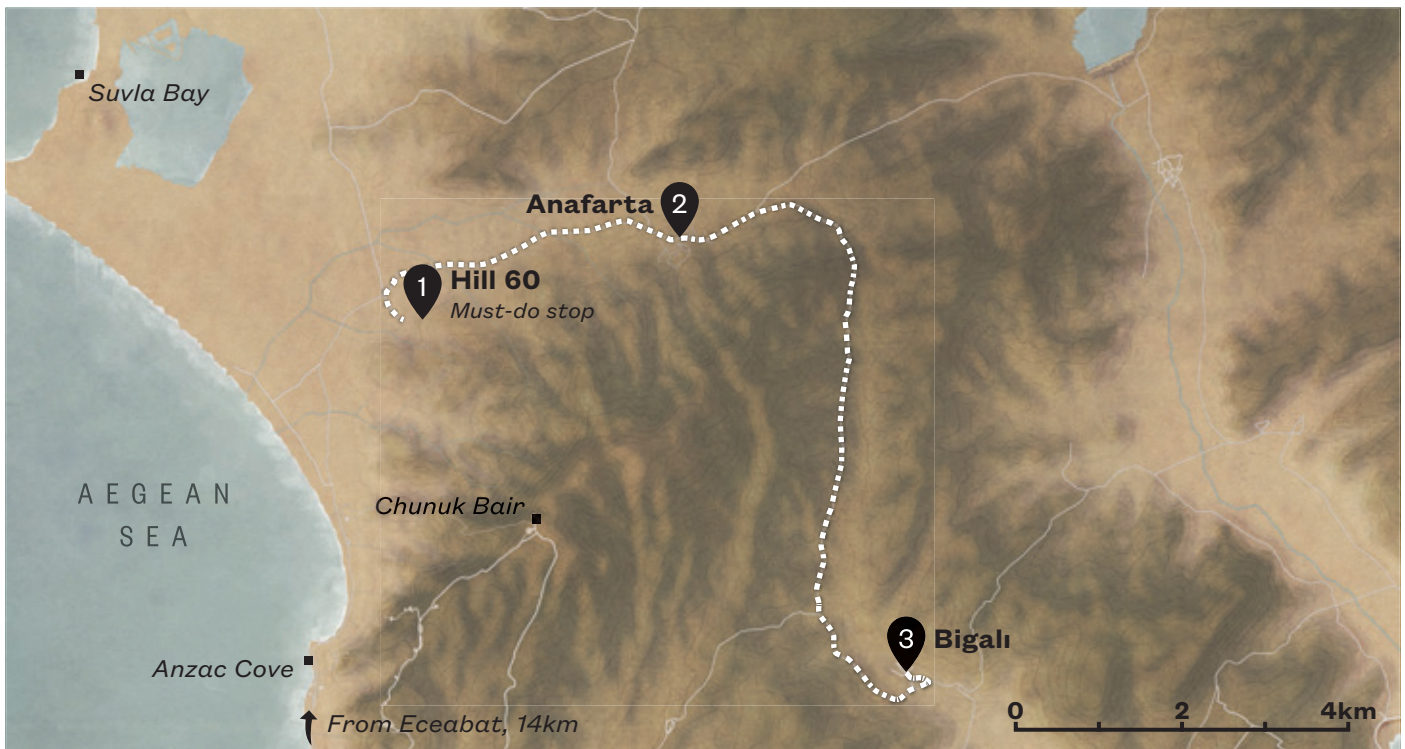 Suvla Bay
Anafarta 2
1 Hill 60
Must-do stop
AEGEAN
SEA
Chunuk Bair
3 Bigalı
Anzac Cove
From Eceabat, 14km
0 2 4km